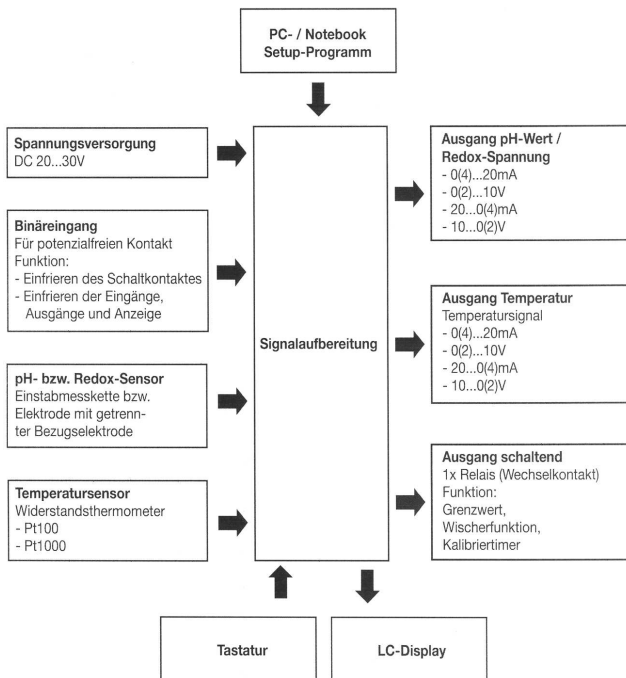 PC- / Notebook
Setup-Programm
Spannungsversorgung
DC 20...30V
Binäreingang
Für potenzialfreien Kontakt
Funktion:
- Einfrieren des Schaltkontaktes
- Einfrieren der Eingänge,
Ausgänge und Anzeige
pH- bzw. Redox-Sensor
Einstabmesskette bzw.
Elektrode mit getrenn-
ter Bezugselektrode
Temperatursensor
Widerstandsthermometer
- Pt100
- Pt1000
Signalaufbereitung
Ausgang pH-Wert /
Redox-Spannung
- 0(4)...20mA
- 0(2)...10V
- 20...0(4)mA
- 10...0(2)V
Ausgang Temperatur
Temperatursignal
- 0(4)...20mA
- 0(2)...10V
- 20...0(4)mA
- 10...0(2)V
Ausgang schaltend
1x Relais (Wechselkontakt)
Funktion:
Grenzwert,
Wischerfunktion,
Kalibriertimer
Tastatur
LC-Display